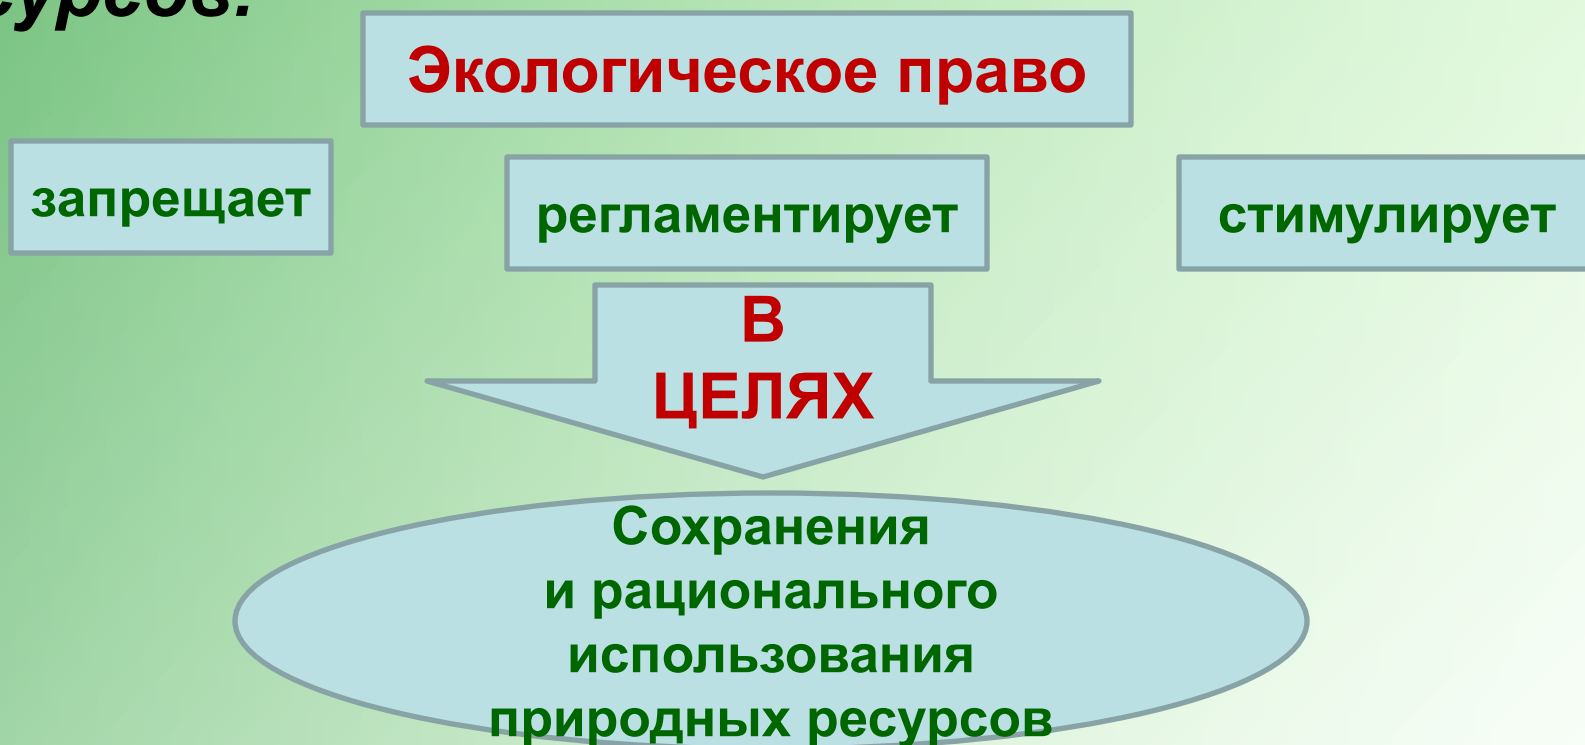 Экологическое право
запрещает
регламентирует
стимулирует
В
ЦЕЛЯХ
Сохранения
и рационального
использования
природных ресурсов